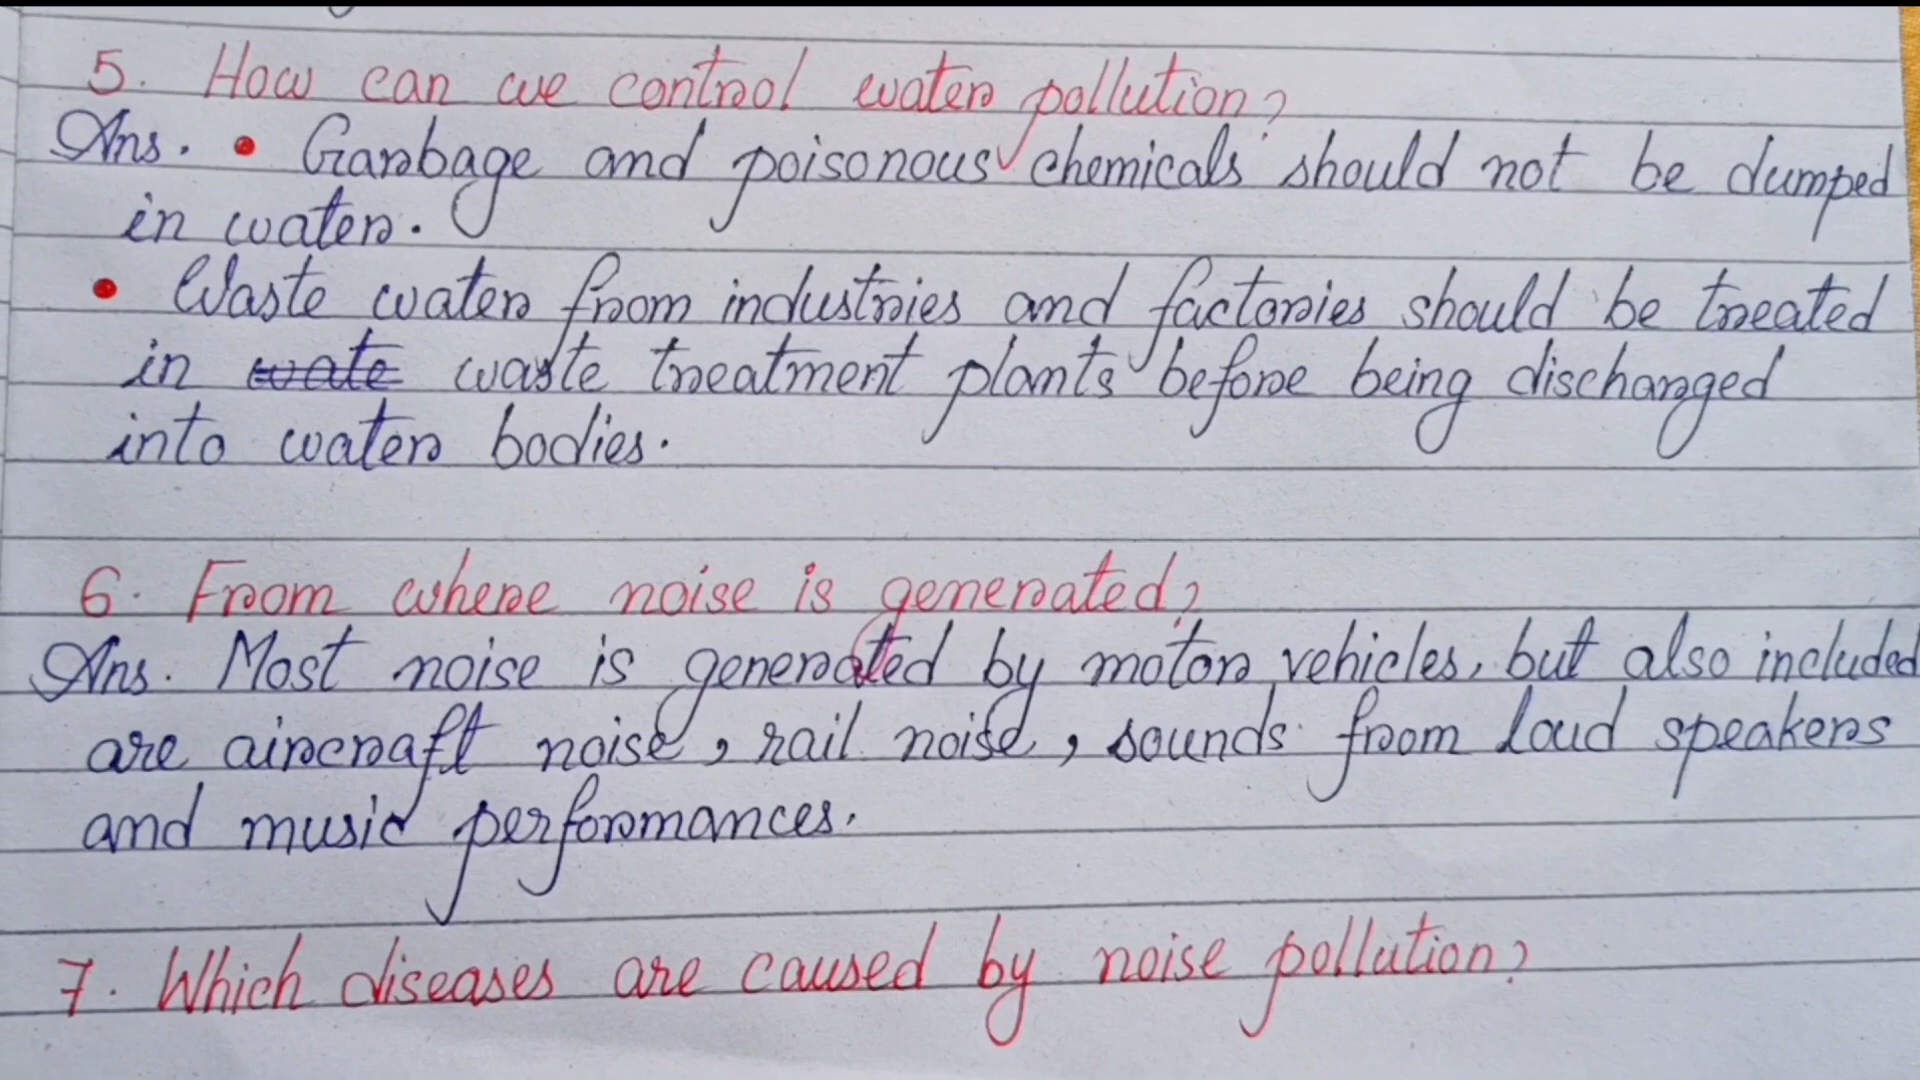 5. How can we control water pollution?
Ans. • Garbage and poisonous chemicals should not be dumped
in water.
• Waste water from industries and factories should be treated
in wate waste treatment plants before being discharged
into water bodies.
6. From where noise is generated?
Ans. Most noise is generated by motor vehicles, but also included
are aircraft noise, rail noise, sounds from loud speakers
and music performances.
7. Which diseases are caused by noise pollution?